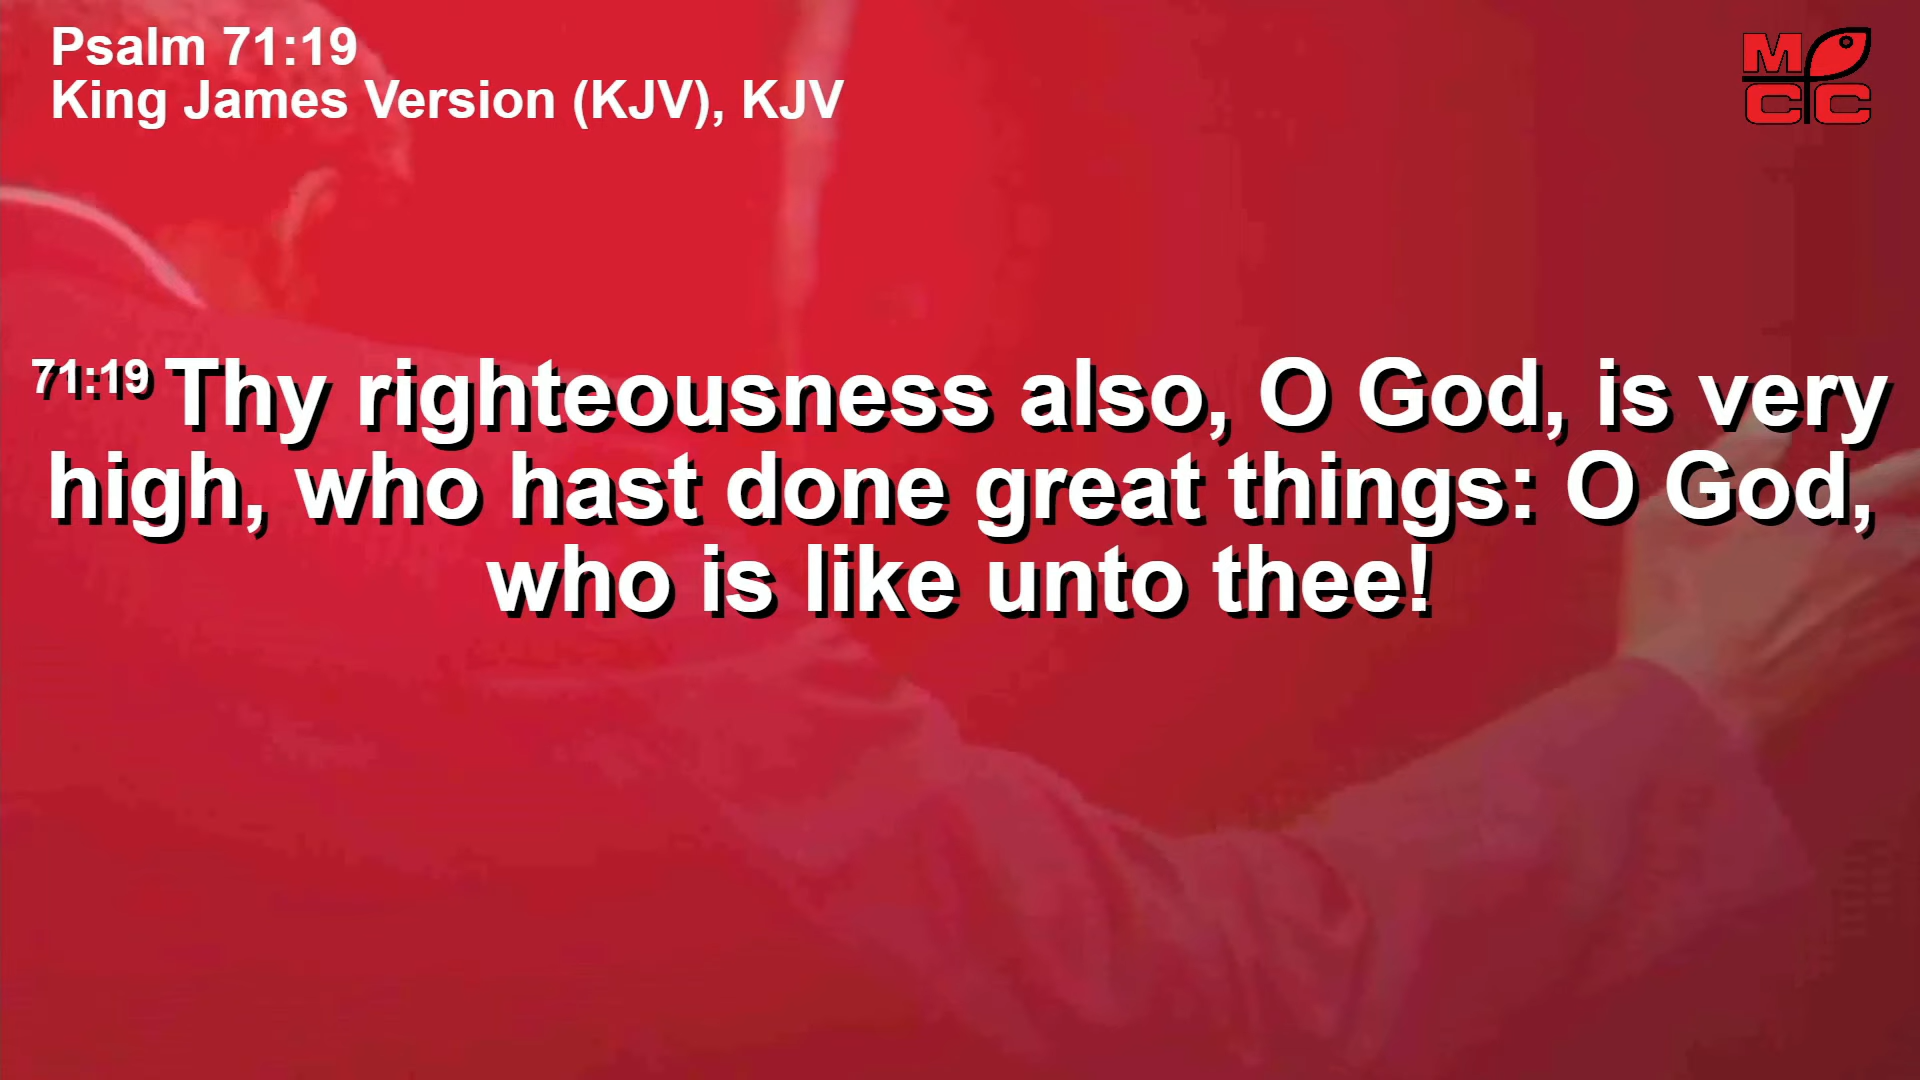 Psalm 71:19
King James Version (KJV), KJV
M
CC
71:19 Thy righteousness also, O God, is very
high, who hast done great things: O God,
who is like unto thee!